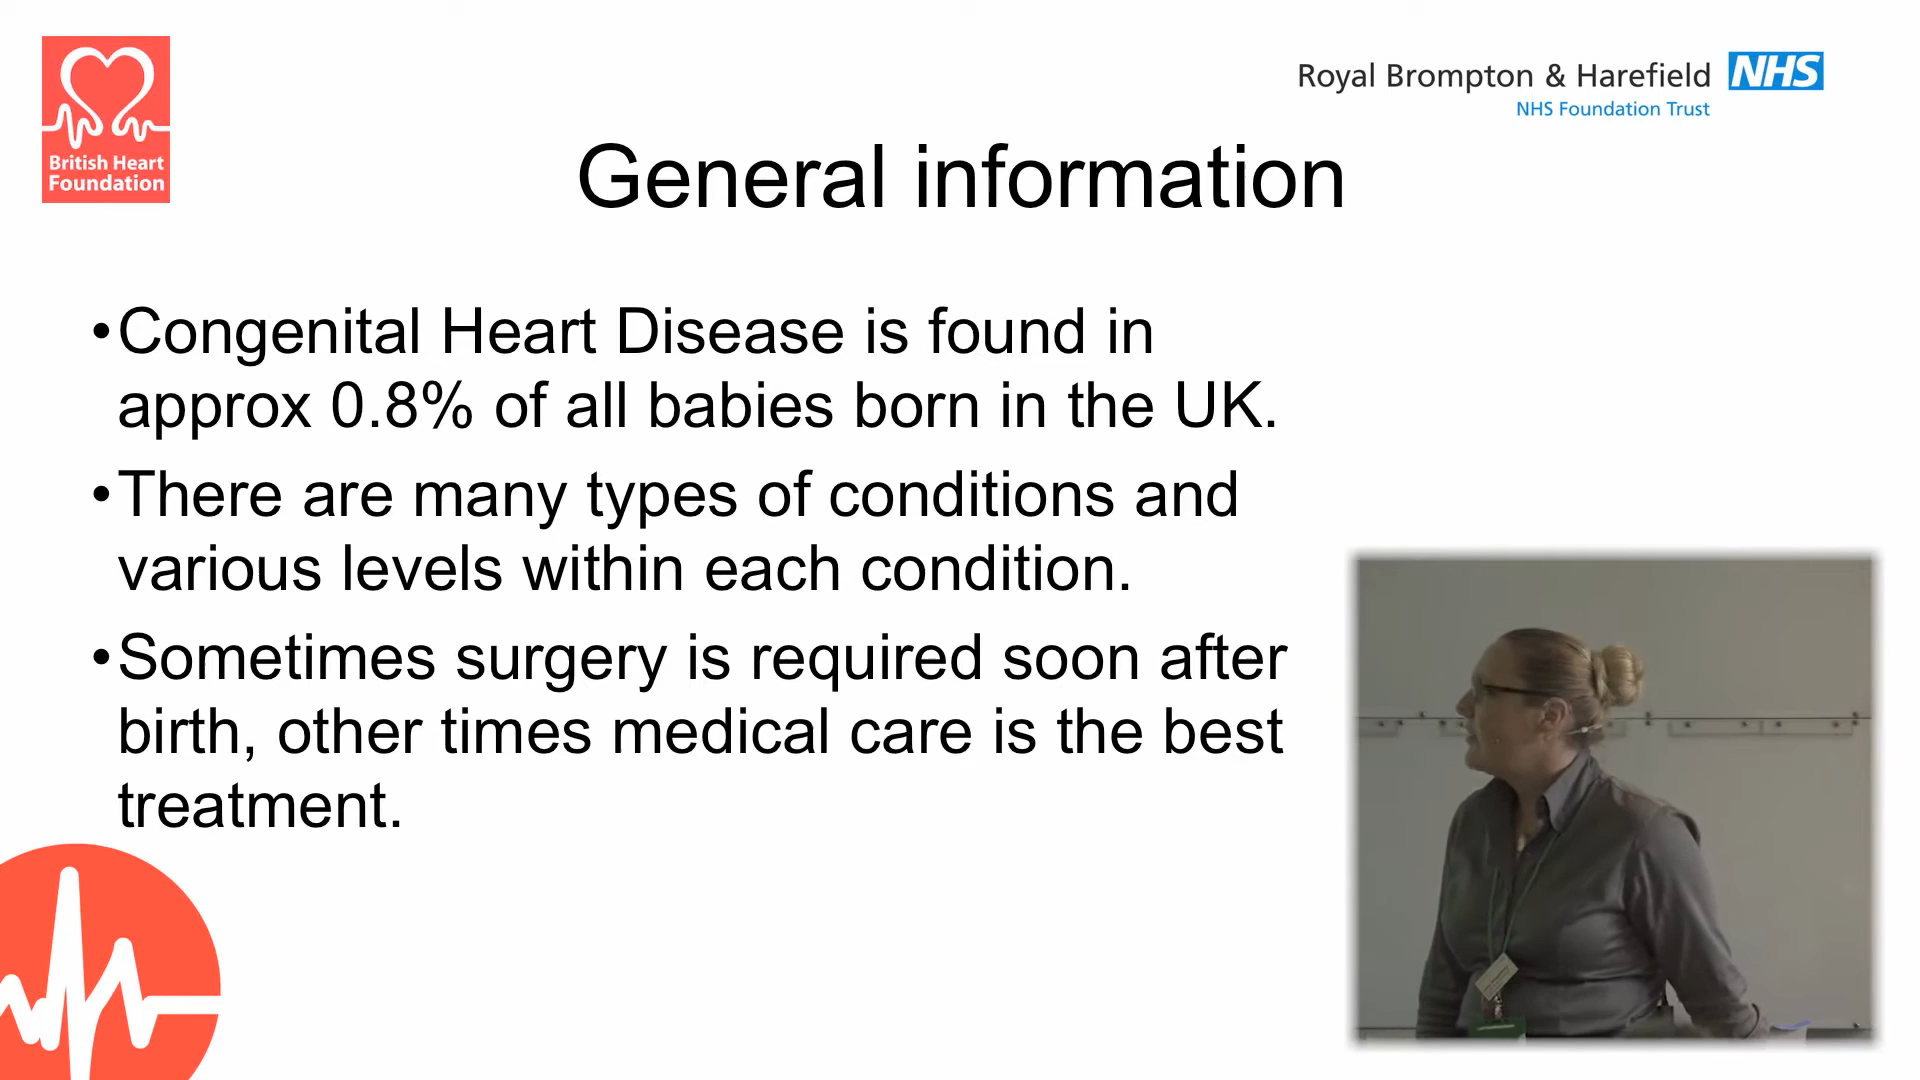 British Heart
Foundation
Royal Brompton & Harefield NHS
NHS Foundation Trust
General information
•Congenital Heart Disease is found in
approx 0.8% of all babies born in the UK.
•There are many types of conditions and
various levels within each condition.
•Sometimes surgery is required soon after
birth, other times medical care is the best
treatment.